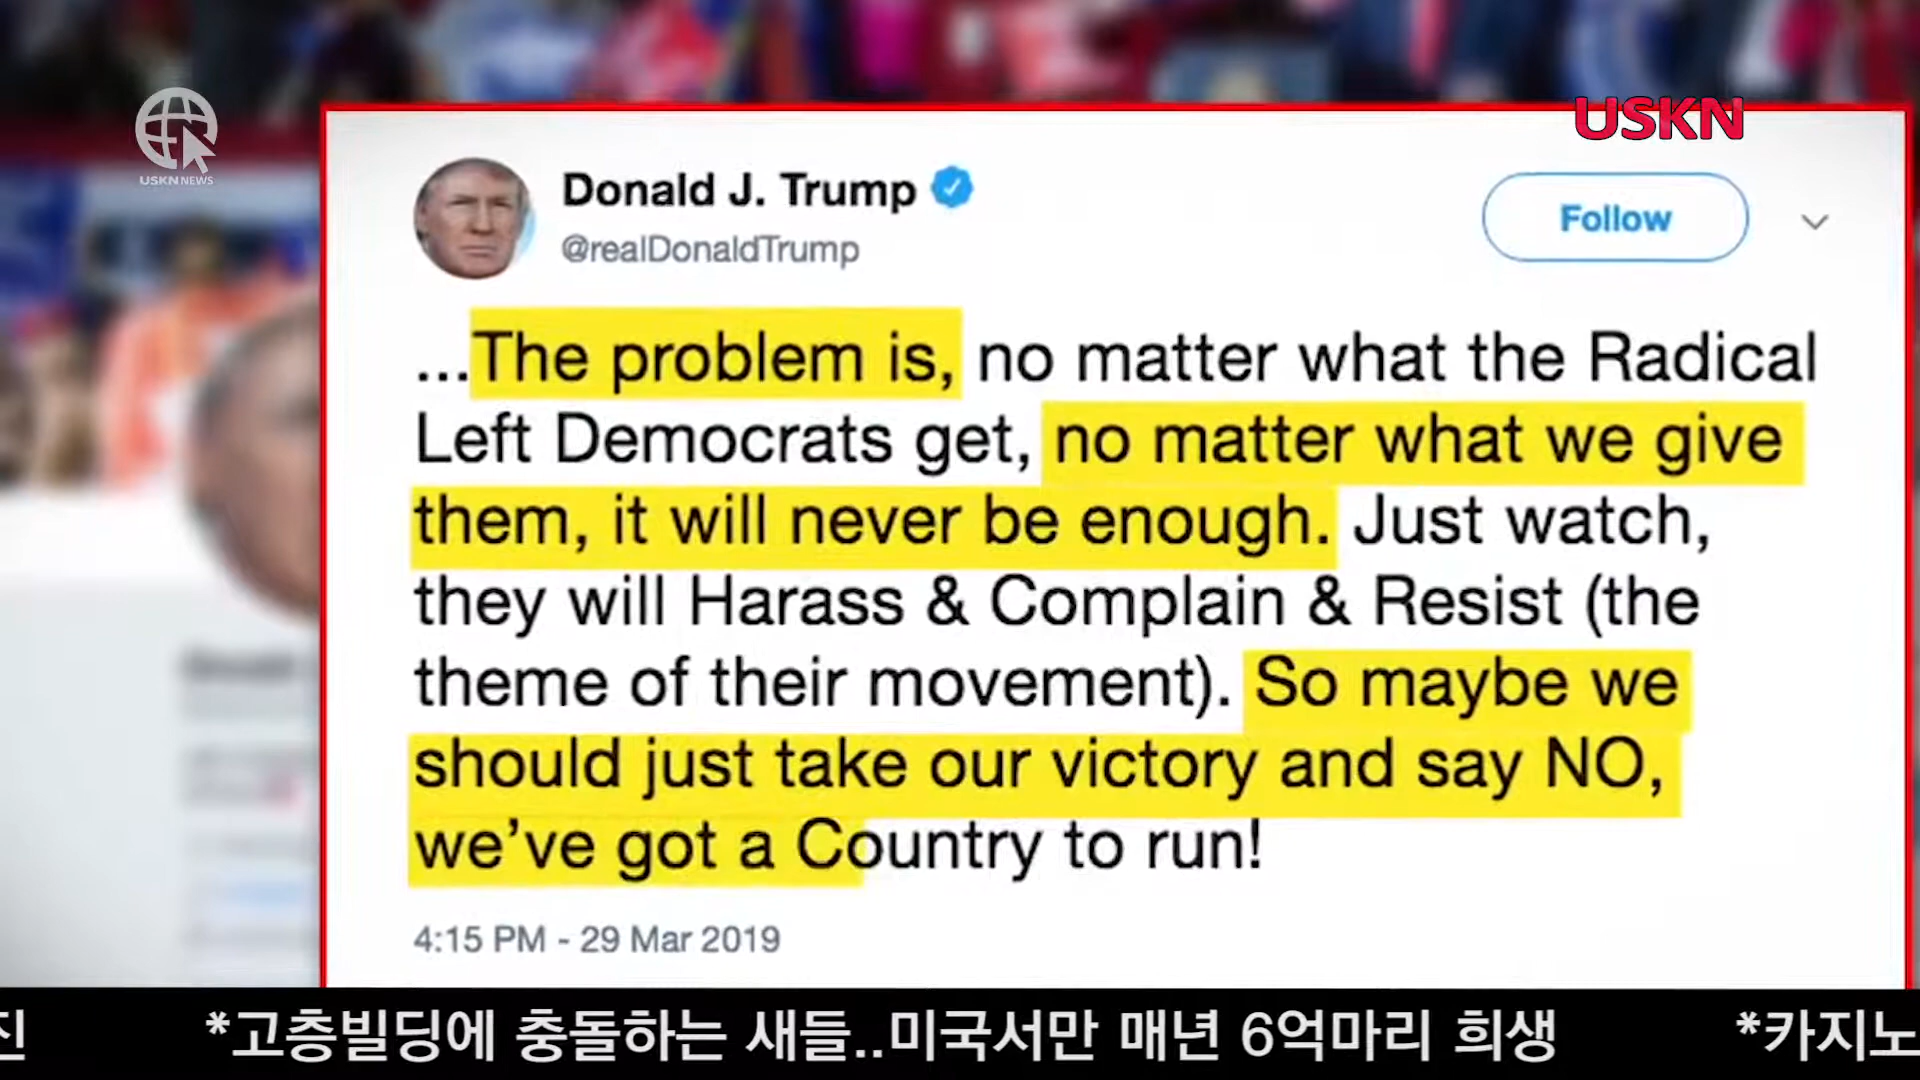 USKN
USKN NEWS
Donald J. Trump
@realDonaldTrump
Follow
...The problem is, no matter what the Radical
Left Democrats get, no matter what we give
them, it will never be enough. Just watch,
they will Harass & Complain & Resist (the
theme of their movement). So maybe we
should just take our victory and say NO,
we've got a Country to run!
4:15 PM - 29 Mar 2019
진 *고층빌딩에 충돌하는 새들..미국서만 매년 6억마리 희생 *카지노